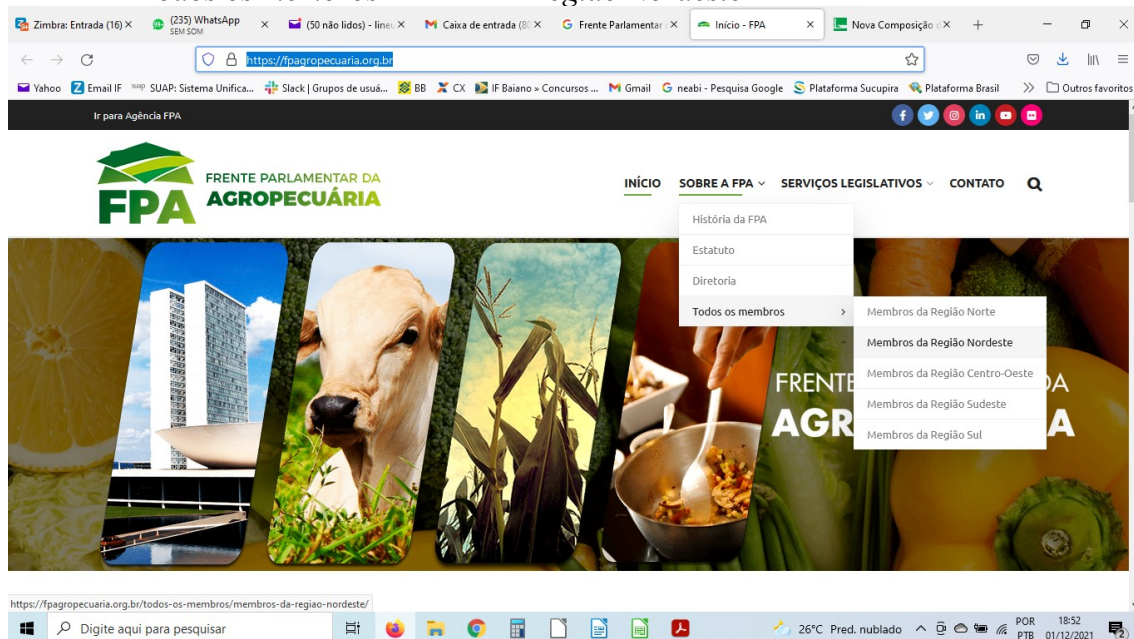 Zimbra: Entrada (16)
(235) WhatsApp
SEM SOM
(50 não lidos) - line
Caixa de entrada (80
Frente Parlamentar
Início - FPA
Nova Composição
https://fpagropecuaria.org.br
Yahoo
Email IF
SUAP: Sistema Unifica...
Slack | Grupos de usuá...
BB
CX
IF Baiano » Concursos ...
Gmail
neabi - Pesquisa Google
Plataforma Sucupira
Plataforma Brasil
Outros favoritos
Ir para Agência FPA
FPA
FRENTE PARLAMENTAR DA
AGROPECUÁRIA
INÍCIO
SOBRE A FPA
SERVIÇOS LEGISLATIVOS
CONTATO
História da FPA
Estatuto
Diretoria
Todos os membros
Membros da Região Norte
Membros da Região Nordeste
Membros da Região Centro-Oeste
Membros da Região Sudeste
Membros da Região Sul
FRENTE
DA
AGR
A
https://fpagropecuaria.org.br/todos-os-membros/membros-da-regiao-nordeste/
Digite aqui para pesquisar
26°C Pred. nublado
POR
PTB
18:52
01/12/2021